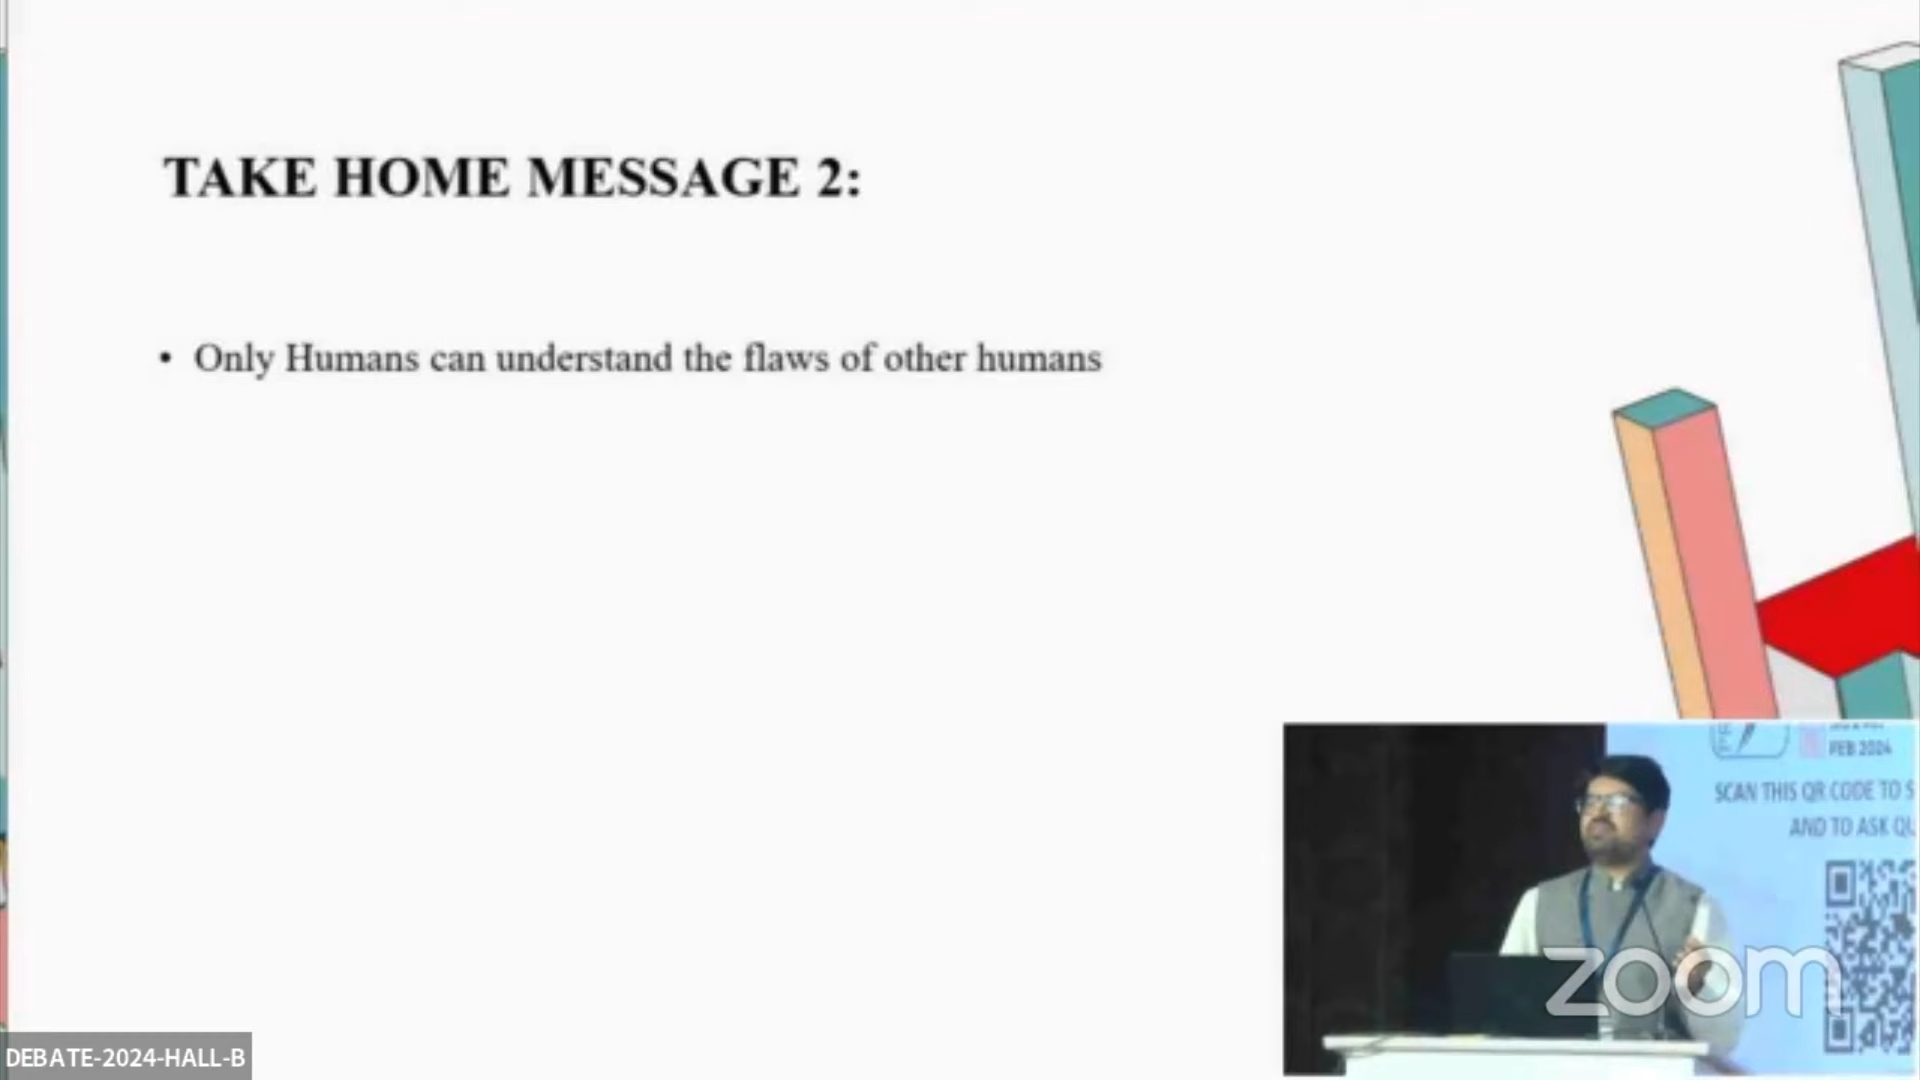 TAKE HOME MESSAGE 2:
• Only Humans can understand the flaws of other humans
FEB 2024
SCAN THIS QR CODE TO S
AND TO ASK QU
zoom
DEBATE-2024-HALL-B